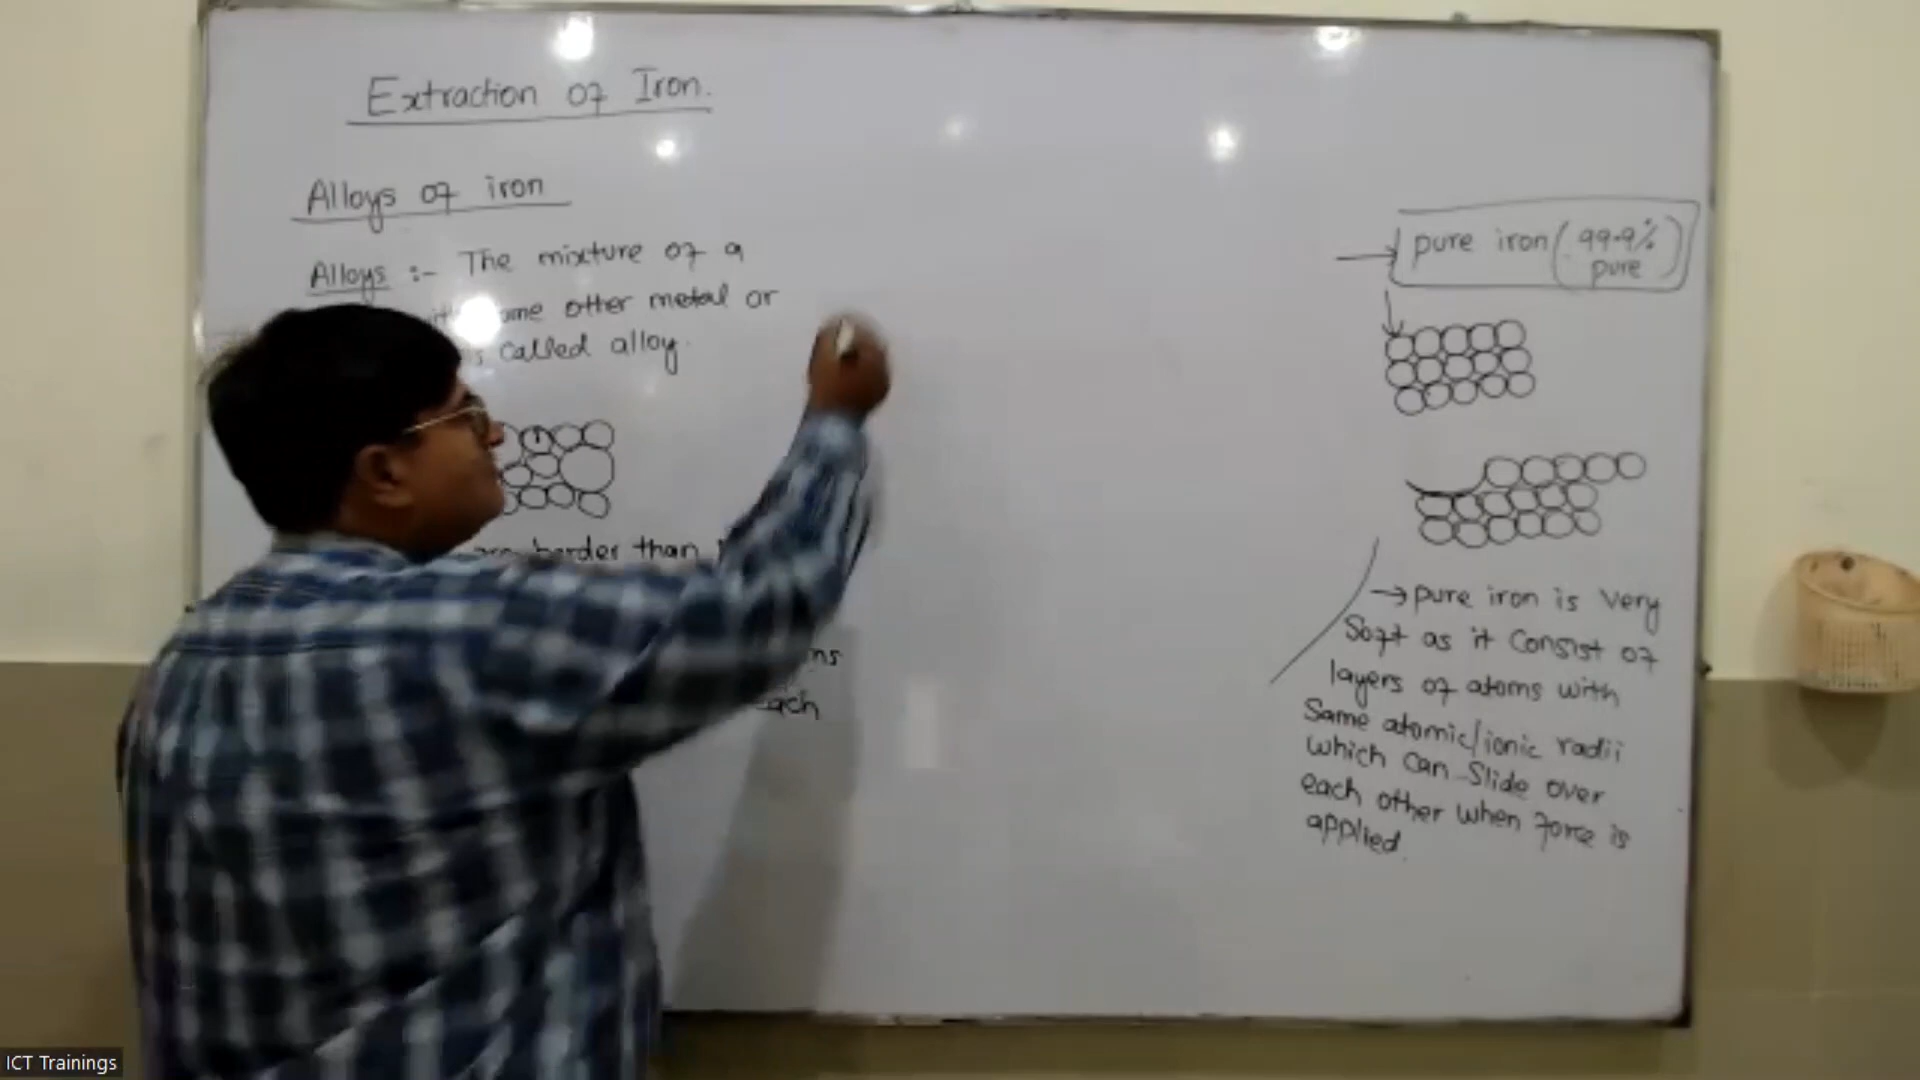 Extraction of Iron.
Alloys of iron
Alloys :- The mixture of a
some other metal or
called alloy.
harder than
each
pure iron (99.9%
pure)
→ pure iron is very
Soft as it Consist of
layers of atoms with
Same atomic/ionic radii
which can Slide over
each other when force is
applied.
ICT Trainings